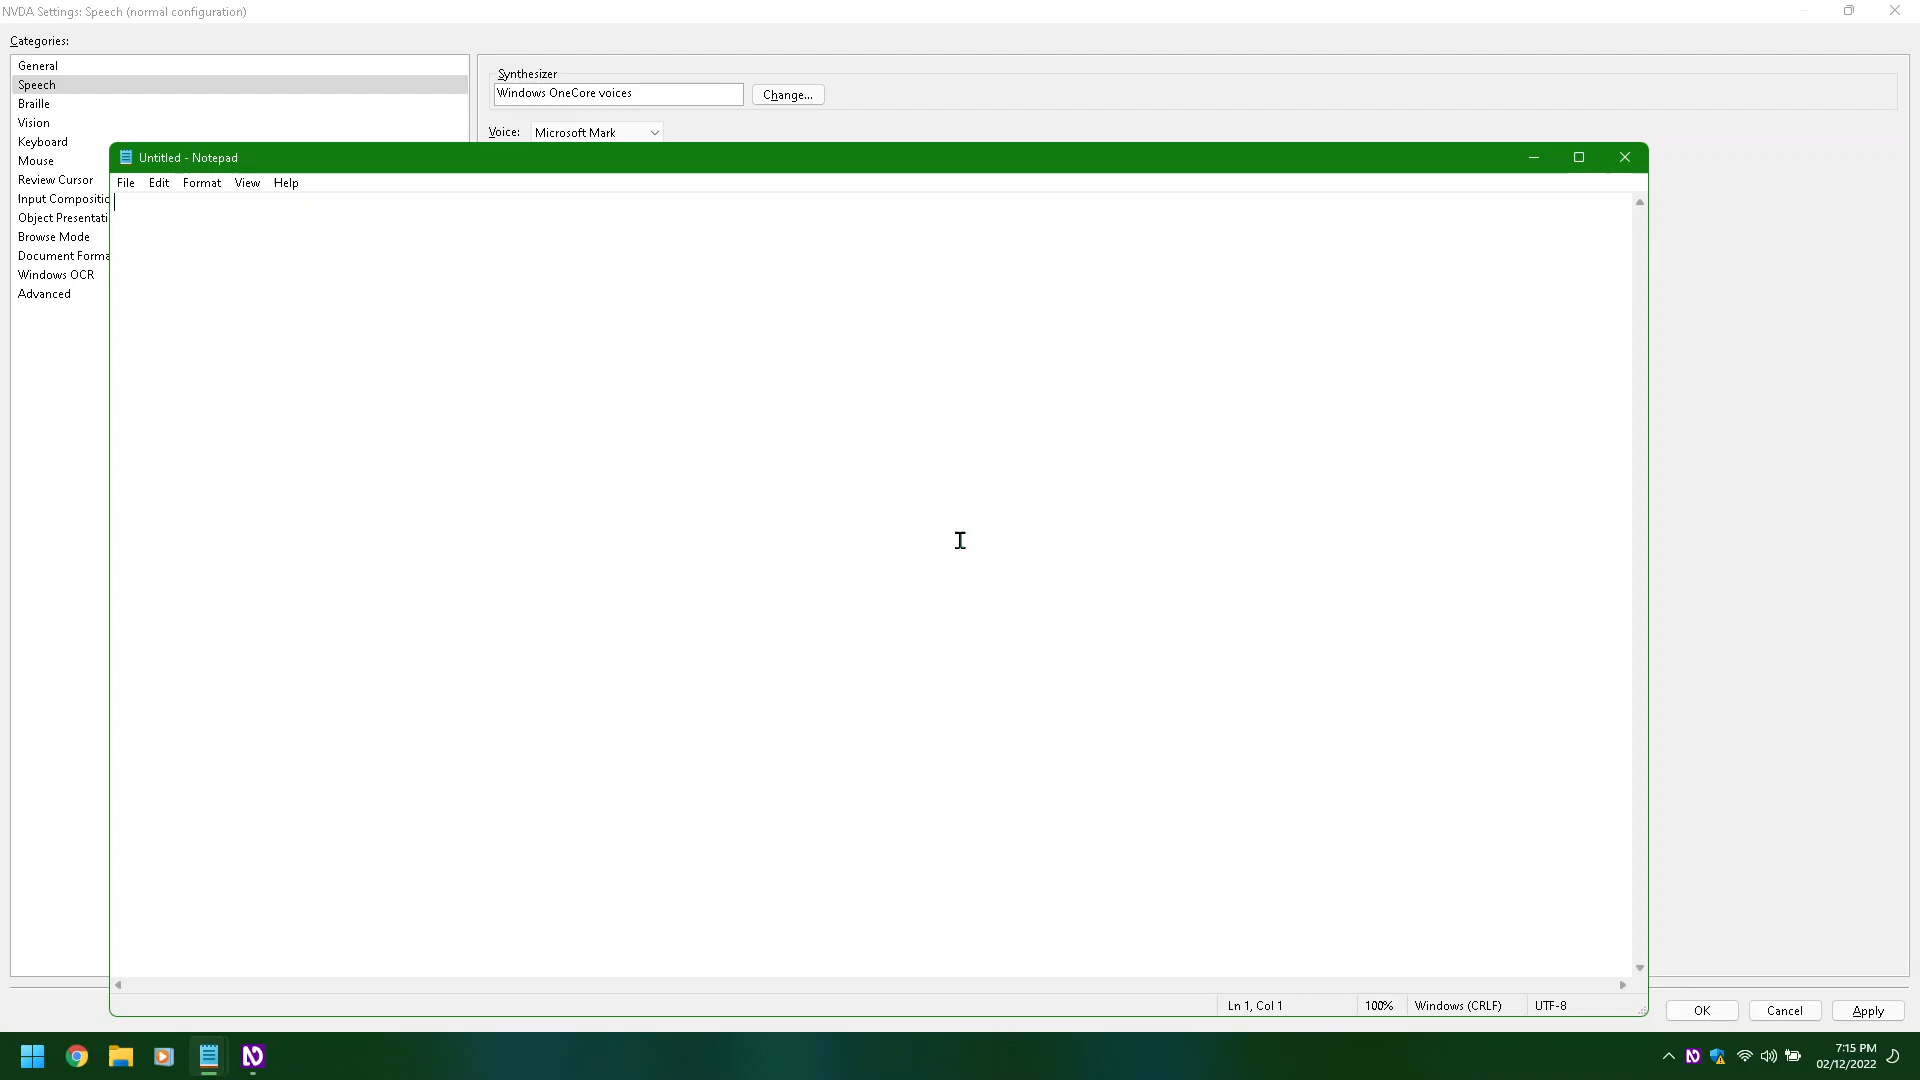 NVDA Settings: Speech (normal configuration)
Categories:
General
Speech
Braille
Vision
Keyboard
Mouse
Review Cursor
Input Compositic
Object Presentati
Browse Mode
Document Forma
Windows OCR
Advanced
Synthesizer
Windows OneCore voices
Change...
Voice: Microsoft Mark
Untitled - Notepad
File Edit Format View Help
Ln 1, Col 1 100% Windows (CRLF) UTF-8
OK Cancel Apply
7:15 PM
02/12/2022